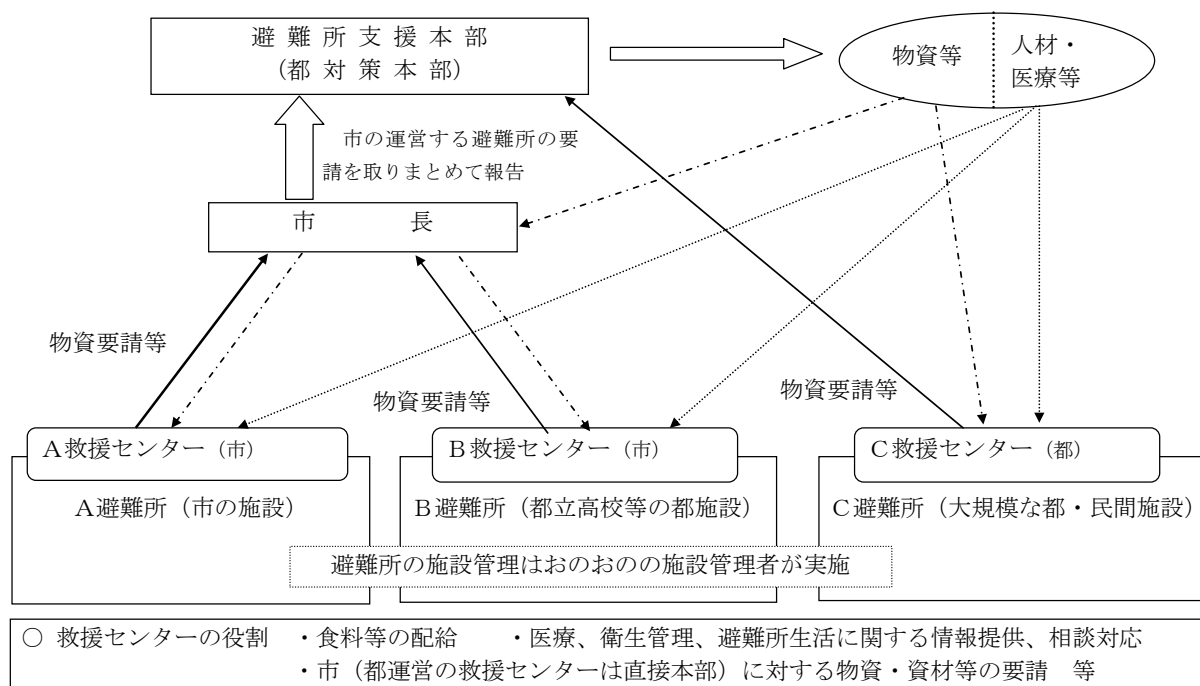 避難所支援本部
(都対策本部)
物資等
人材・
医療等
市の運営する避難所の要
請を取りまとめて報告
市　　　長
物資要請等
物資要請等
物資要請等
A救援センター(市)
B救援センター(市)
C救援センター(都)
A避難所(市の施設)
B避難所(都立高校等の都施設)
C避難所(大規模な都・民間施設)
避難所の施設管理はおのおのの施設管理者が実施
○ 救援センターの役割　・食料等の配給　　・医療、衛生管理、避難所生活に関する情報提供、相談対応
・市(都運営の救援センターは直接本部)に対する物資・資材等の要請　等